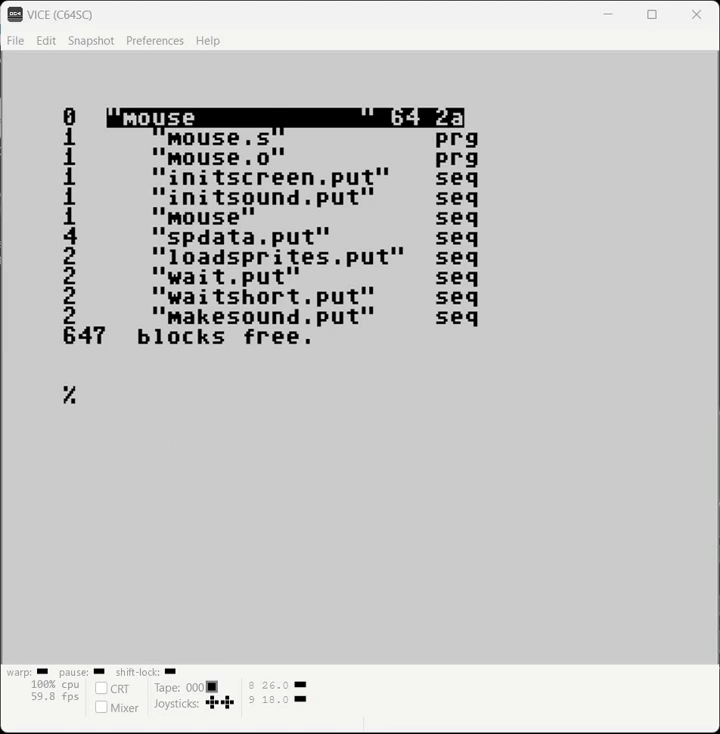 VICE (C64SC)
File Edit Snapshot Preferences Help
0 "mouse " 64 2a
1 "mouse.s" prg
1 "mouse.o" prg
1 "initscreen.put" seq
1 "initsound.put" seq
1 "mouse" seq
4 "spdata.put" seq
2 "loadsprites.put" seq
2 "wait.put" seq
2 "waitshort.put" seq
2 "makesound.put" seq
647 blocks free.
%
warp: pause: shift-lock:
100% cpu CRT Tape: 000 8 26.0
59.8 fps Mixer Joysticks: 9 18.0